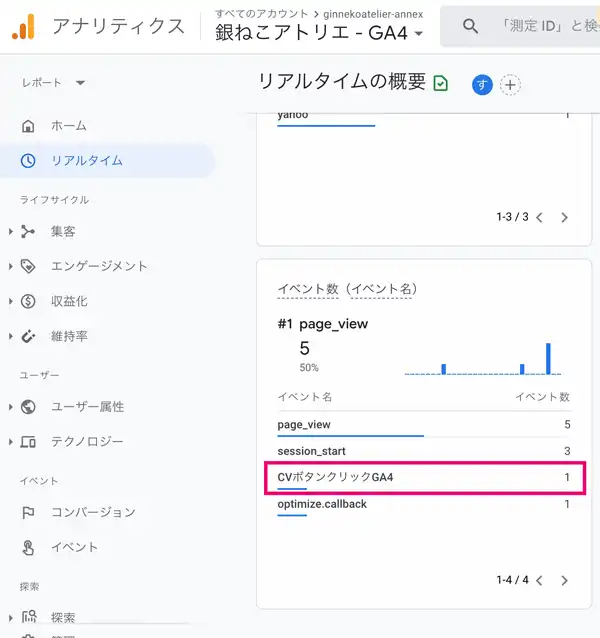 アナリティクス
すべてのアカウント > ginnekoatelier-annex
銀ねこアトリエ - GA4
「測定 ID」と検
レポート
リアルタイムの概要
す
ホーム
リアルタイム
ライフサイクル
集客
エンゲージメント
収益化
維持率
ユーザー
ユーザー属性
テクノロジー
イベント
コンバージョン
イベント
探索
探索
yahoo 1
1-3 / 3
イベント数（イベント名）
#1 page_view
5
50%
イベント名 イベント数
page_view 5
session_start 3
CVボタンクリックGA4 1
optimize.callback 1
1-4 / 4